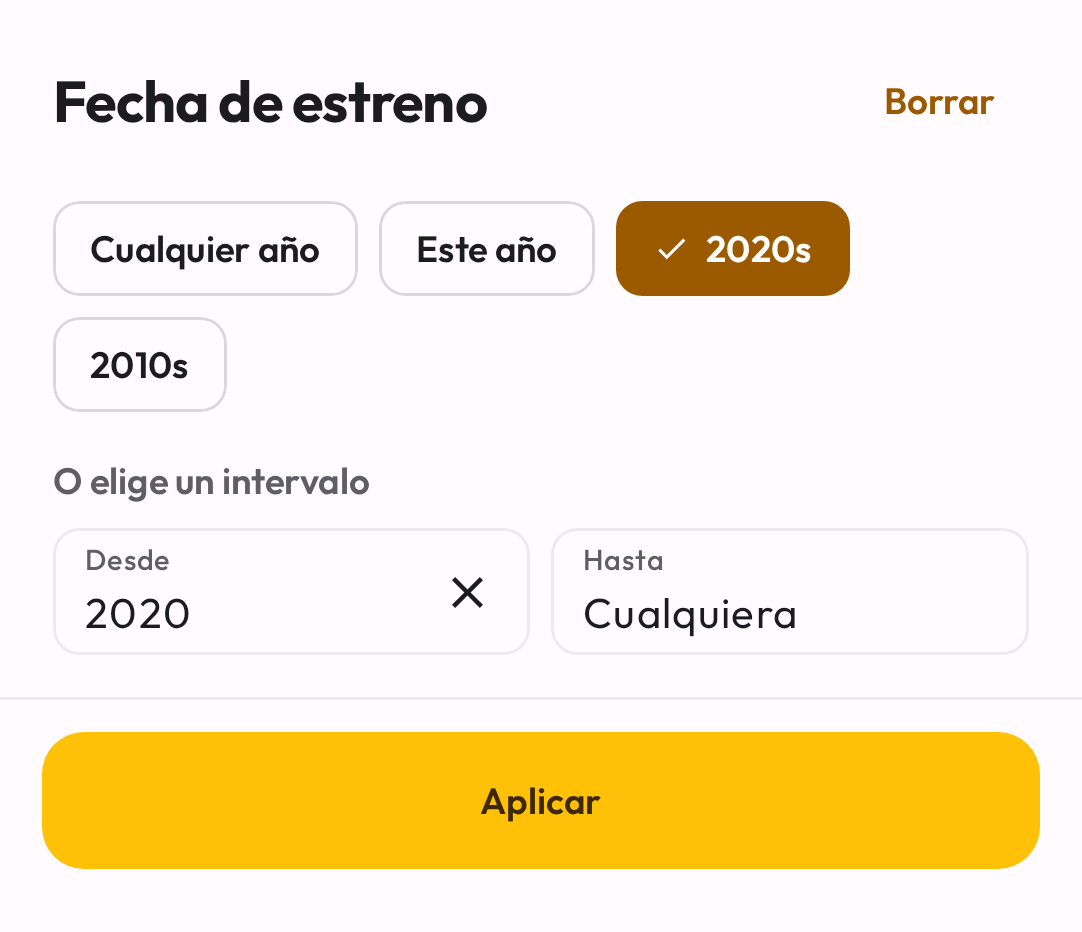 Fecha de estreno
Borrar
Cualquier año
Este año
2020s
2010s
O elige un intervalo
Desde
2020
Hasta
Cualquiera
Aplicar